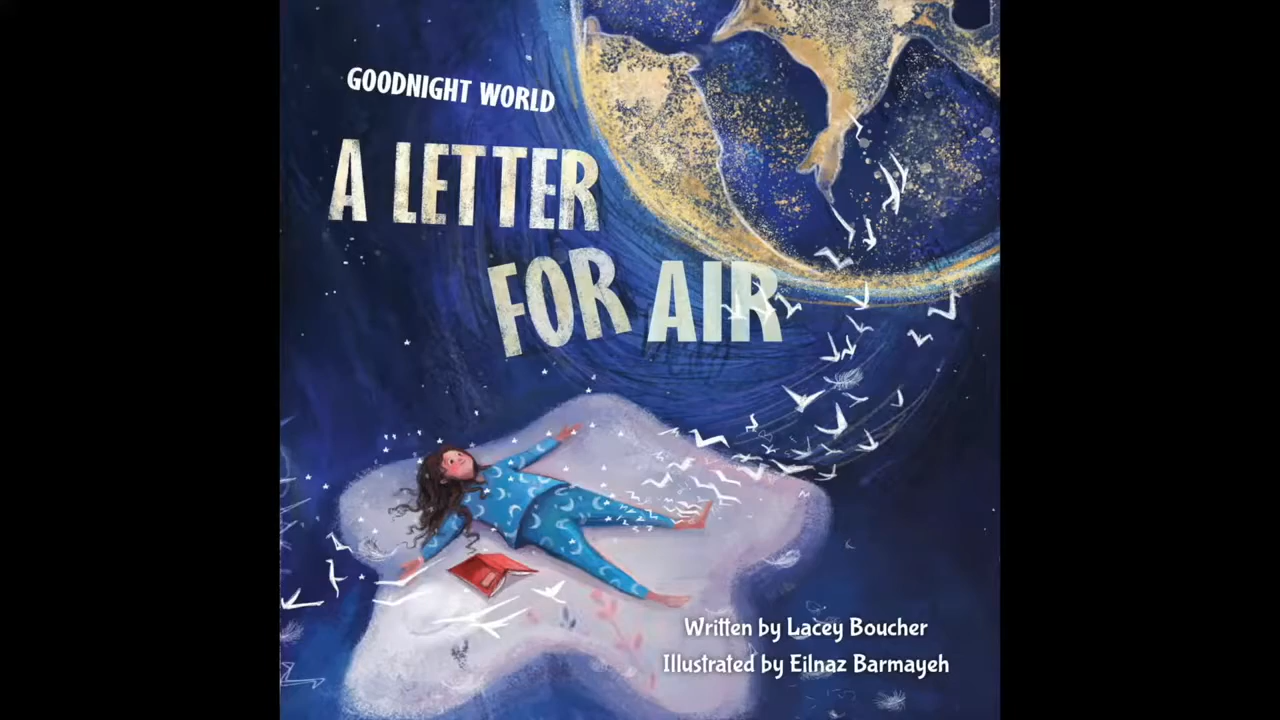 GOODNIGHT WORLD
A LETTER
FOR AIR
Written by Lacey Boucher
Illustrated by Eilnaz Barmayeh